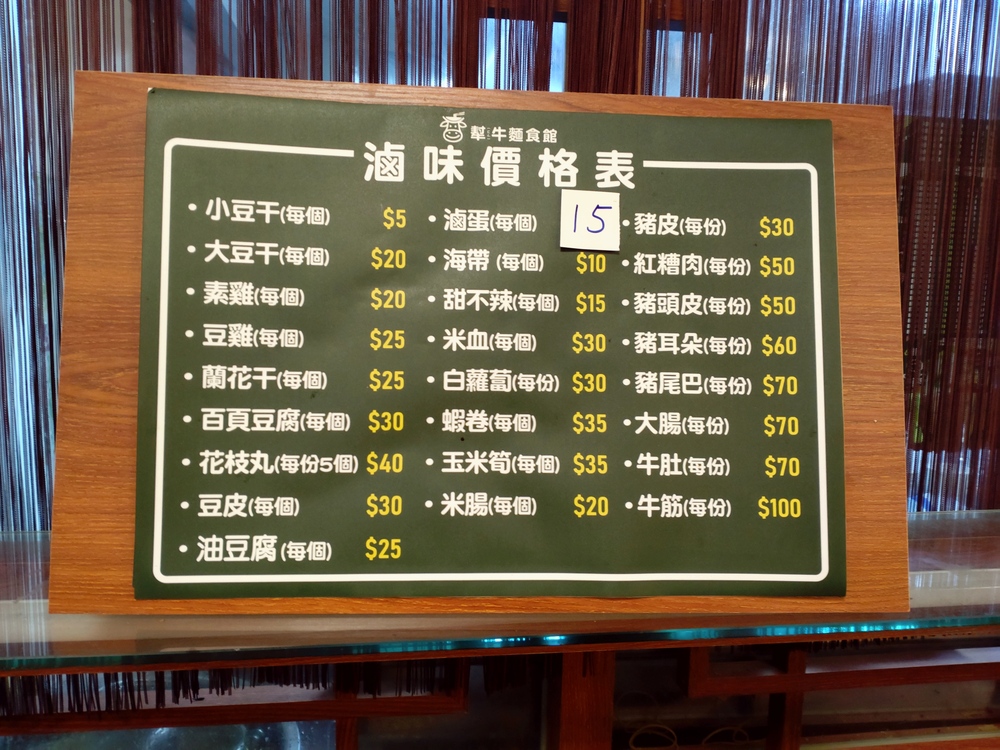 犁牛麵食館
滷味價格表
• 小豆干(每個) $5
• 大豆干(每個) $20
• 素雞(每個) $20
• 豆雞(每個) $25
• 蘭花干(每個) $25
• 百頁豆腐(每個) $30
• 花枝丸(每份5個) $40
• 豆皮(每個) $30
• 油豆腐(每個) $25
• 滷蛋(每個) 15
• 海帶(每個) $10
• 甜不辣(每個) $15
• 米血(每個) $30
• 白蘿蔔(每份) $30
• 蝦卷(每個) $35
• 玉米筍(每個) $35
• 米腸(每個) $20
• 豬皮(每份) $30
• 紅糟肉(每份) $50
• 豬頭皮(每份) $50
• 豬耳朵(每份) $60
• 豬尾巴(每份) $70
• 大腸(每份) $70
• 牛肚(每份) $70
• 牛筋(每份) $100